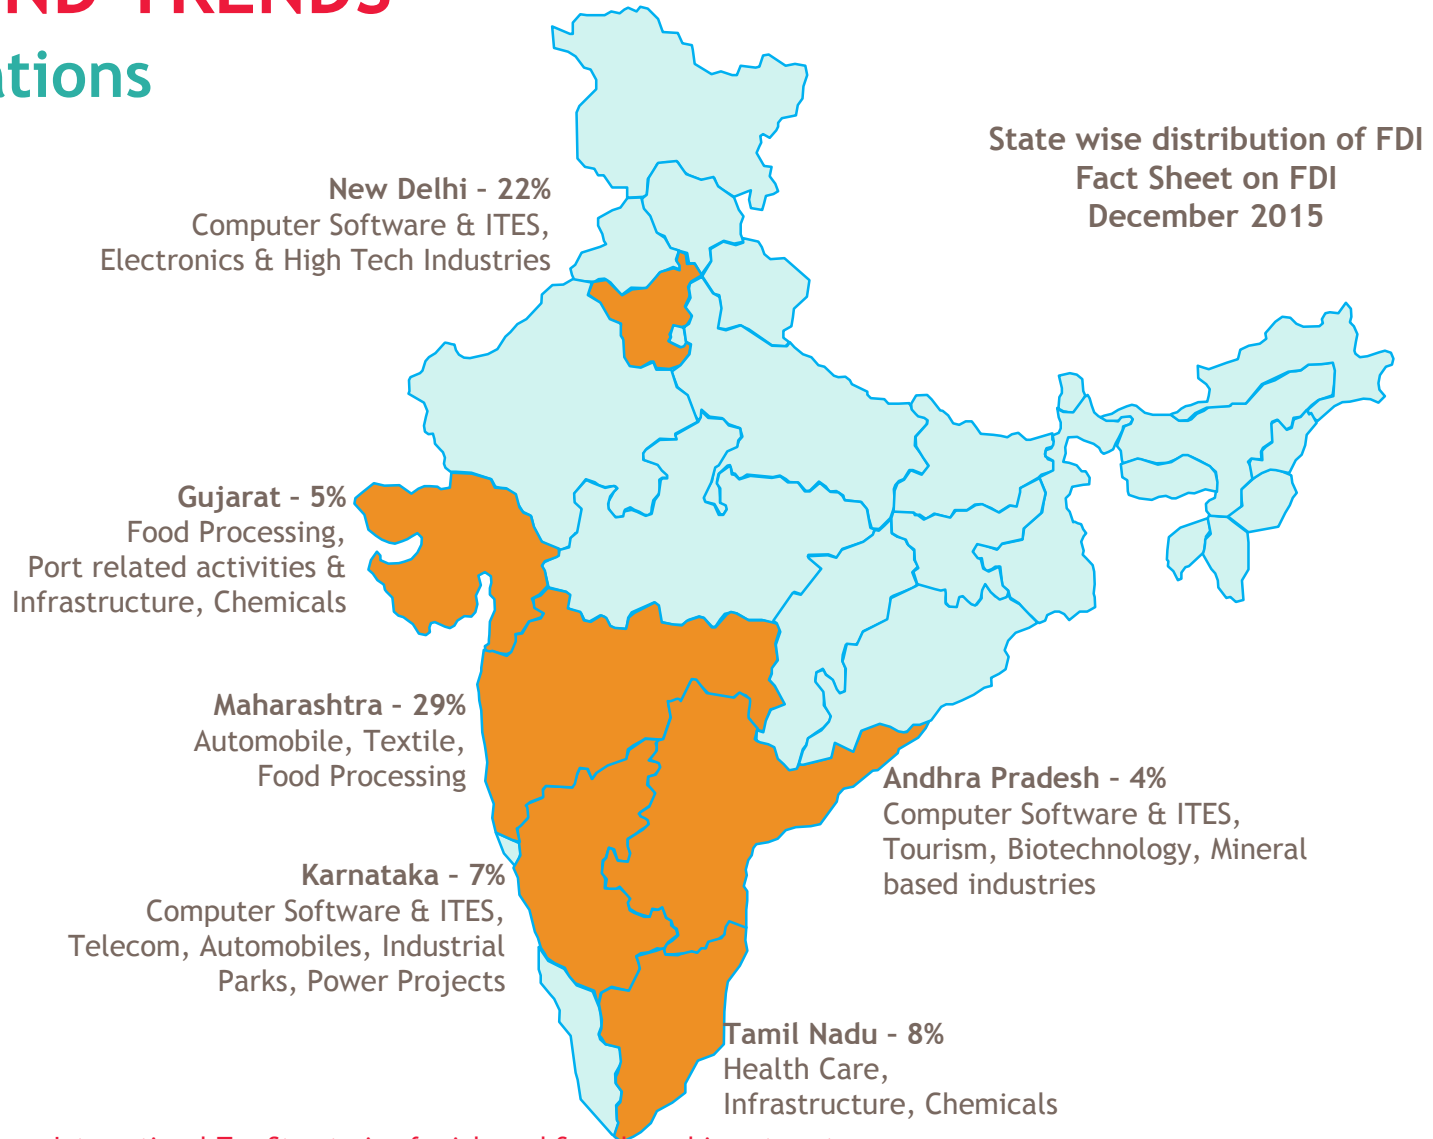 TRENDS
State wise distribution of FDI
Fact Sheet on FDI
December 2015
New Delhi – 22%
Computer Software & ITES,
Electronics & High Tech Industries
Gujarat – 5%
Food Processing,
Port related activities &
Infrastructure, Chemicals
Maharashtra – 29%
Automobile, Textile,
Food Processing
Andhra Pradesh – 4%
Computer Software & ITES,
Tourism, Biotechnology, Mineral
based industries
Karnataka – 7%
Computer Software & ITES,
Telecom, Automobiles, Industrial
Parks, Power Projects
Tamil Nadu – 8%
Health Care,
Infrastructure, Chemicals